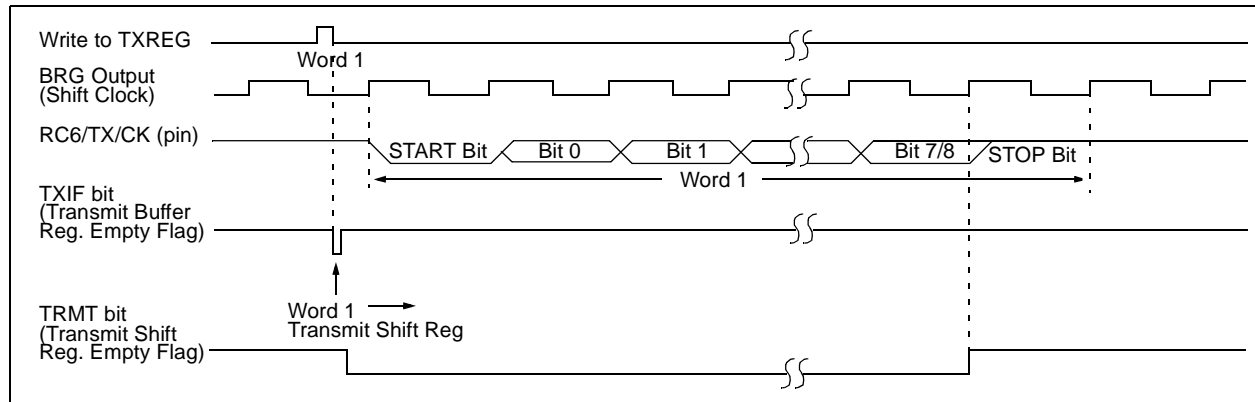 Write to TXREG
Word 1
BRG Output
(Shift Clock)
RC6/TX/CK (pin)
START Bit
Bit 0
Bit 1
Bit 7/8
STOP Bit
Word 1
TXIF bit
(Transmit Buffer
Reg. Empty Flag)
Word 1
Transmit Shift Reg
TRMT bit
(Transmit Shift
Reg. Empty Flag)